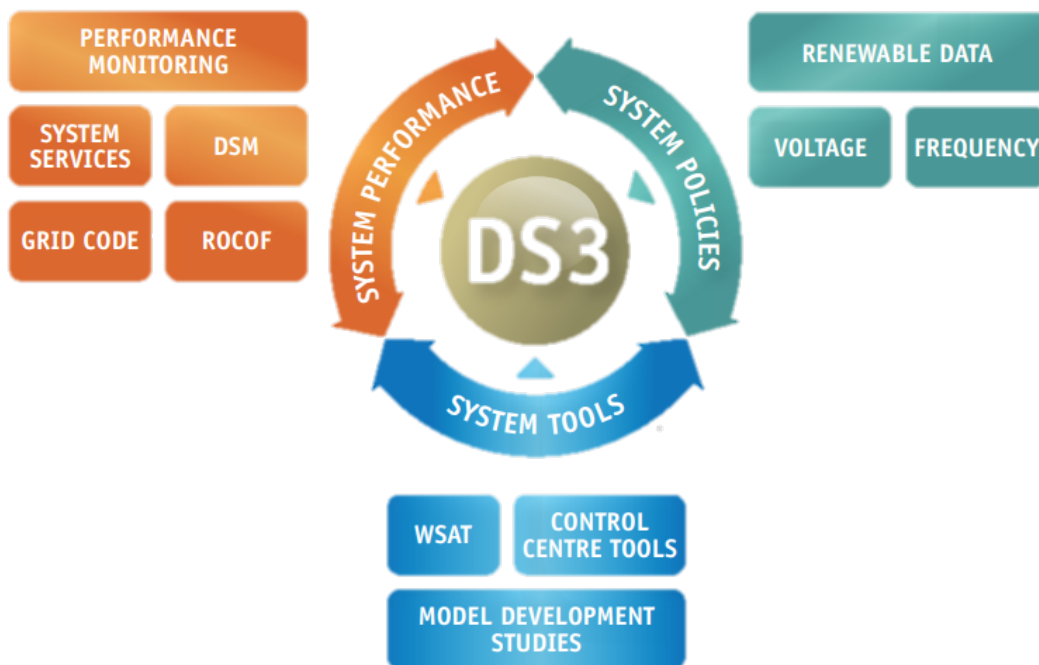 PERFORMANCE
MONITORING
SYSTEM
SERVICES
DSM
GRID CODE
ROCOF
SYSTEM PERFORMANCE
SYSTEM POLICIES
DS3
SYSTEM TOOLS
RENEWABLE DATA
VOLTAGE
FREQUENCY
WSAT
CONTROL
CENTRE TOOLS
MODEL DEVELOPMENT
STUDIES